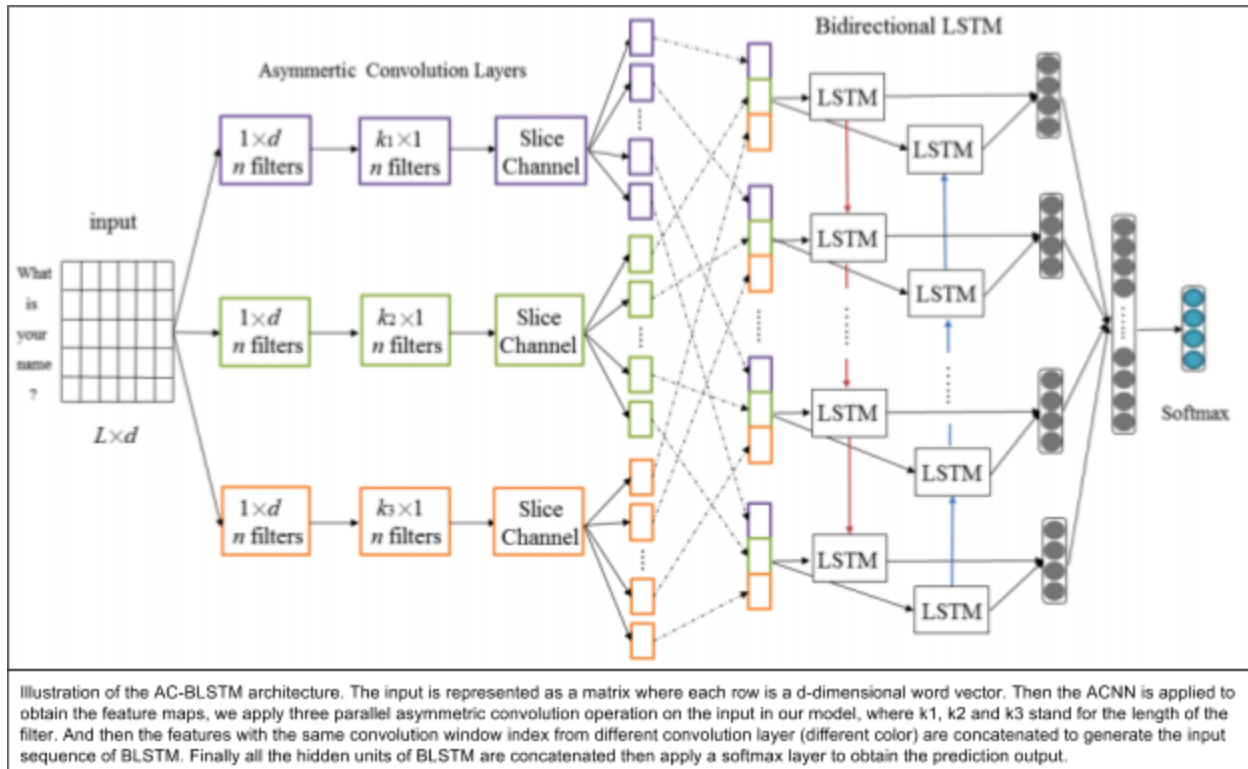 Bidirectional LSTM
Asymmertic Convolution Layers
input
What
is
your
name
?
L×d
1×d
n filters
k1×1
n filters
Slice
Channel
1×d
n filters
k2×1
n filters
Slice
Channel
1×d
n filters
k3×1
n filters
Slice
Channel
LSTM
LSTM
LSTM
LSTM
LSTM
LSTM
LSTM
LSTM
Softmax
Illustration of the AC-BLSTM architecture. The input is represented as a matrix where each row is a d-dimensional word vector. Then the ACNN is applied to
obtain the feature maps, we apply three parallel asymmetric convolution operation on the input in our model, where k1, k2 and k3 stand for the length of the
filter. And then the features with the same convolution window index from different convolution layer (different color) are concatenated to generate the input
sequence of BLSTM. Finally all the hidden units of BLSTM are concatenated then apply a softmax layer to obtain the prediction output.